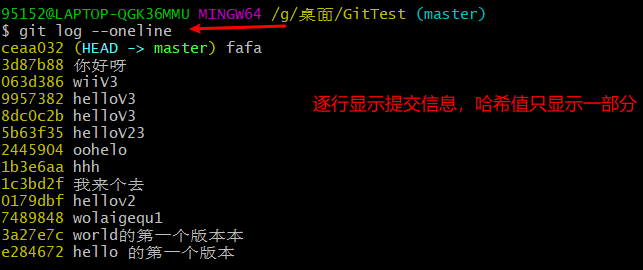 95152@LAPTOP-QGK36MMU MINGW64 /g/桌面/GitTest (master)
$ git log --oneline
ceaa032 (HEAD -> master) fafa
3d87b88 你好呀
063d386 wiiV3
9957382 helloV3
8dc0c2b helloV3
逐行显示提交信息，哈希值只显示一部分
5b63f35 helloV23
2445904 oohelo
1b3e6aa hhh
1c3bd2f 我来个去
0179dbf hellov2
7489848 wolaigequ1
3a27e7c world的第一个版本本
e284672 hello 的第一个版本